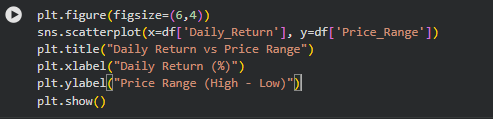 plt.figure(figsize=(6,4))
sns.scatterplot(x=df['Daily_Return'], y=df['Price_Range'])
plt.title("Daily Return vs Price Range")
plt.xlabel("Daily Return (%)")
plt.ylabel("Price Range (High - Low)")
plt.show()